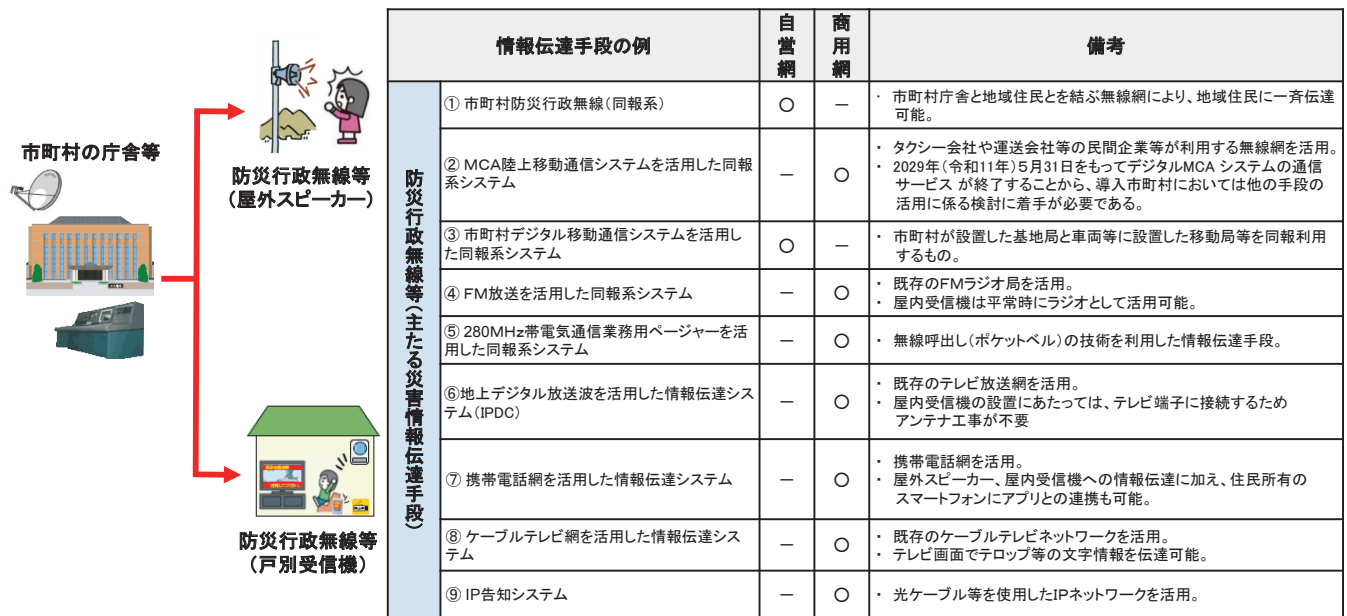 市町村の庁舎等
防災行政無線等
（屋外スピーカー）
防災行政無線等
（戸別受信機）
情報伝達手段の例
自営網
商用網
備考
防災行政無線等（主たる災害情報伝達手段）
① 市町村防災行政無線（同報系）
○
－
・ 市町村庁舎と地域住民とを結ぶ無線網により、地域住民に一斉伝達
可能。
② ＭＣＡ陸上移動通信システムを活用した同報
系システム
－
○
・ タクシー会社や運送会社等の民間企業等が利用する無線網を活用。
・ 2029年（令和11年）５月31日をもってデジタルMCA システムの通信
サービス が終了することから、導入市町村においては他の手段の
活用に係る検討に着手が必要である。
③ 市町村デジタル移動通信システムを活用し
た同報系システム
○
－
・ 市町村が設置した基地局と車両等に設置した移動局等を同報利用
するもの。
④ ＦＭ放送を活用した同報系システム
－
○
・ 既存のＦＭラジオ局を活用。
・ 屋内受信機は平常時にラジオとして活用可能。
⑤ 280MHz帯電気通信業務用ページャーを活
用した同報系システム
－
○
・ 無線呼出し（ポケットベル）の技術を利用した情報伝達手段。
⑥地上デジタル放送波を活用した情報伝達シス
テム（IPDC）
－
○
・ 既存のテレビ放送網を活用。
・ 屋内受信機の設置にあたっては、テレビ端子に接続するため
アンテナ工事が不要
⑦ 携帯電話網を活用した情報伝達システム
－
○
・ 携帯電話網を活用。
・ 屋外スピーカー、屋内受信機への情報伝達に加え、住民所有の
スマートフォンにアプリとの連携も可能。
⑧ ケーブルテレビ網を活用した情報伝達シス
テム
－
○
・ 既存のケーブルテレビネットワークを活用。
・ テレビ画面でテロップ等の文字情報を伝達可能。
⑨ IP告知システム
－
○
・ 光ケーブル等を使用したIPネットワークを活用。